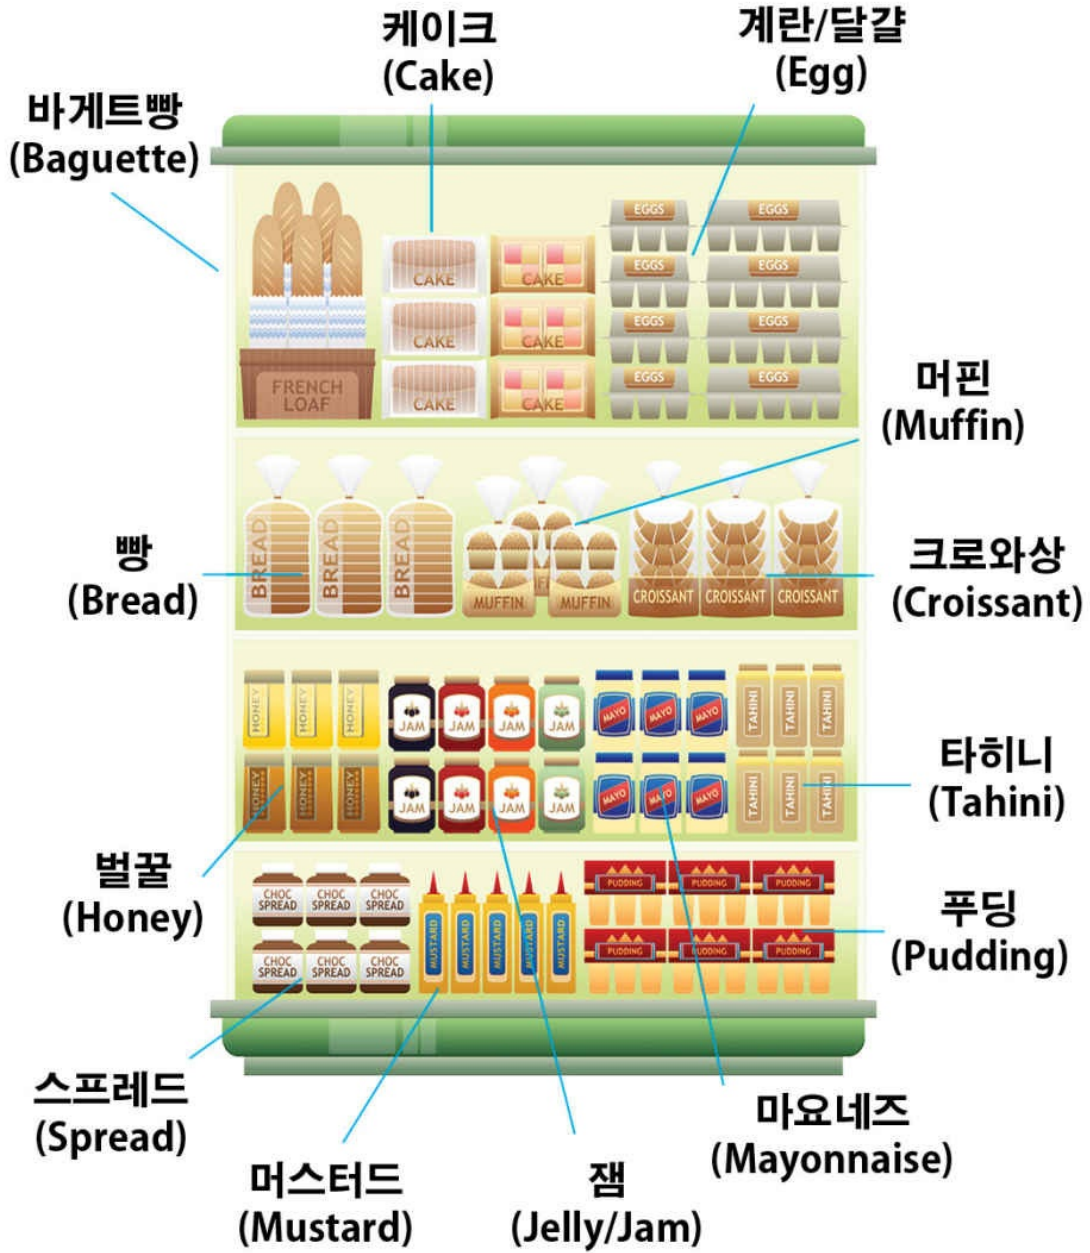 케이크
(Cake)
계란/달걀
(Egg)
바게트빵
(Baguette)
EGGS EGGS
CAKE CAKE
EGGS EGGS
CAKE CAKE
EGGS EGGS
FRENCH
LOAF
CAKE CAKE
EGGS EGGS
머핀
(Muffin)
빵
(Bread)
BREAD BREAD BREAD
MUFFIN MUFFIN
CROISSANT CROISSANT CROISSANT
크로와상
(Croissant)
HONEY HONEY HONEY
JAM JAM JAM JAM
MAYO MAYO MAYO
TAHINI TAHINI TAHINI
HONEY HONEY HONEY
JAM JAM JAM JAM
MAYO MAYO MAYO
TAHINI TAHINI TAHINI
타히니
(Tahini)
벌꿀
(Honey)
CHOC SPREAD CHOC SPREAD CHOC SPREAD
MUSTARD MUSTARD MUSTARD MUSTARD MUSTARD
PUDDING PUDDING PUDDING
CHOC SPREAD CHOC SPREAD CHOC SPREAD
PUDDING PUDDING PUDDING
푸딩
(Pudding)
스프레드
(Spread)
머스터드
(Mustard)
잼
(Jelly/Jam)
마요네즈
(Mayonnaise)